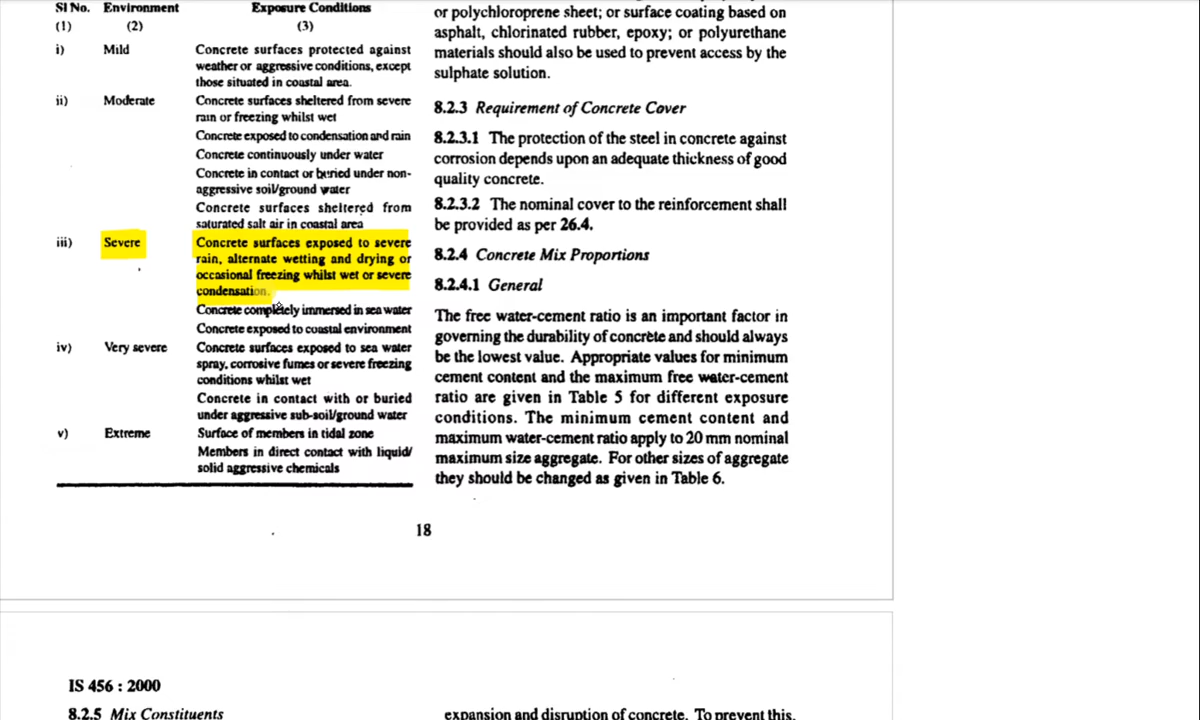 Sl No. Environment Exposure Conditions
(1) (2) (3)
i) Mild Concrete surfaces protected against
weather or aggressive conditions, except
those situated in coastal area.
ii) Moderate Concrete surfaces sheltered from severe
rain or freezing whilst wet
Concrete exposed to condensation and rain
Concrete continuously under water
Concrete in contact or buried under non-
aggressive soil/ground water
Concrete surfaces sheltered from
saturated salt air in coastal area
iii) Severe Concrete surfaces exposed to severe
rain, alternate wetting and drying or
occasional freezing whilst wet or severe
condensation.
Concrete completely immersed in sea water
Concrete exposed to coastal environment
iv) Very severe Concrete surfaces exposed to sea water
spray, corrosive fumes or severe freezing
conditions whilst wet
Concrete in contact with or buried
under aggressive sub-soil/ground water
v) Extreme Surface of members in tidal zone
Members in direct contact with liquid/
solid aggressive chemicals
or polychloroprene sheet; or surface coating based on
asphalt, chlorinated rubber, epoxy; or polyurethane
materials should also be used to prevent access by the
sulphate solution.
8.2.3 Requirement of Concrete Cover
8.2.3.1 The protection of the steel in concrete against
corrosion depends upon an adequate thickness of good
quality concrete.
8.2.3.2 The nominal cover to the reinforcement shall
be provided as per 26.4.
8.2.4 Concrete Mix Proportions
8.2.4.1 General
The free water-cement ratio is an important factor in
governing the durability of concrete and should always
be the lowest value. Appropriate values for minimum
cement content and the maximum free water-cement
ratio are given in Table 5 for different exposure
conditions. The minimum cement content and
maximum water-cement ratio apply to 20 mm nominal
maximum size aggregate. For other sizes of aggregate
they should be changed as given in Table 6.
18
IS 456 : 2000
8.2.5 Mix Constituents
expansion and disruption of concrete. To prevent this,